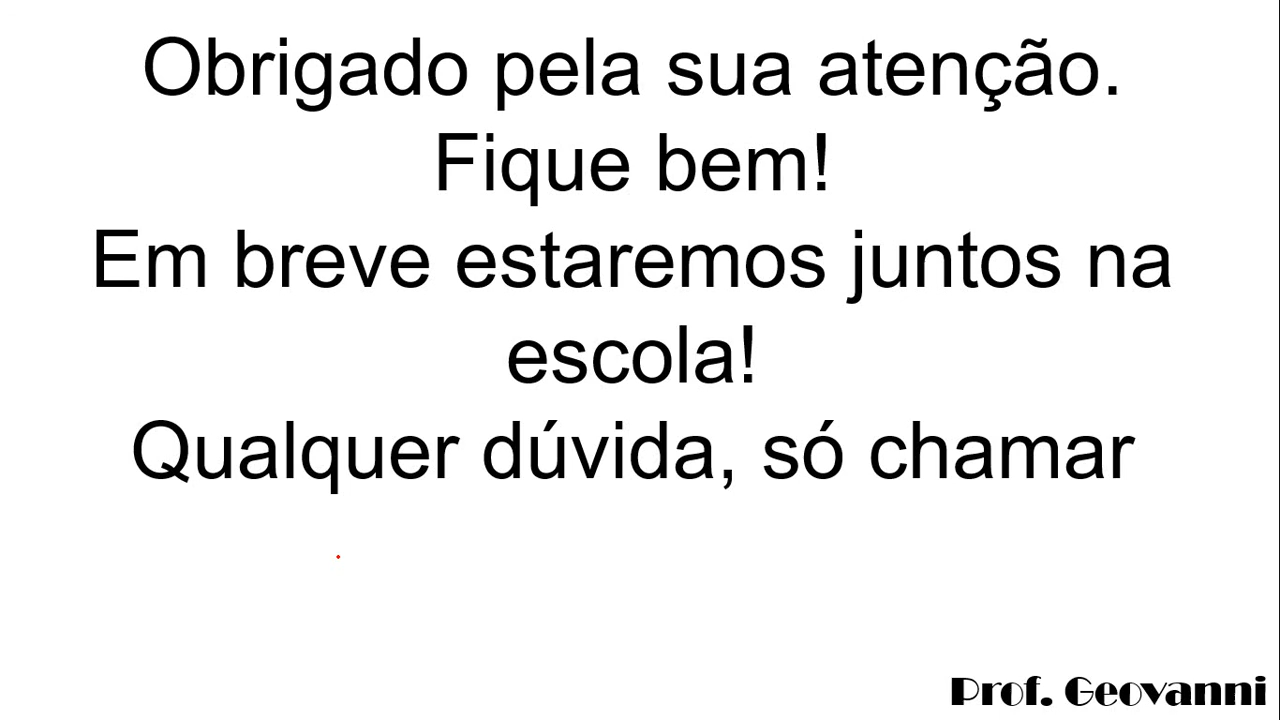 Obrigado pela sua atenção.
Fique bem!
Em breve estaremos juntos na
escola!
Qualquer dúvida, só chamar
Prof. Geovanni